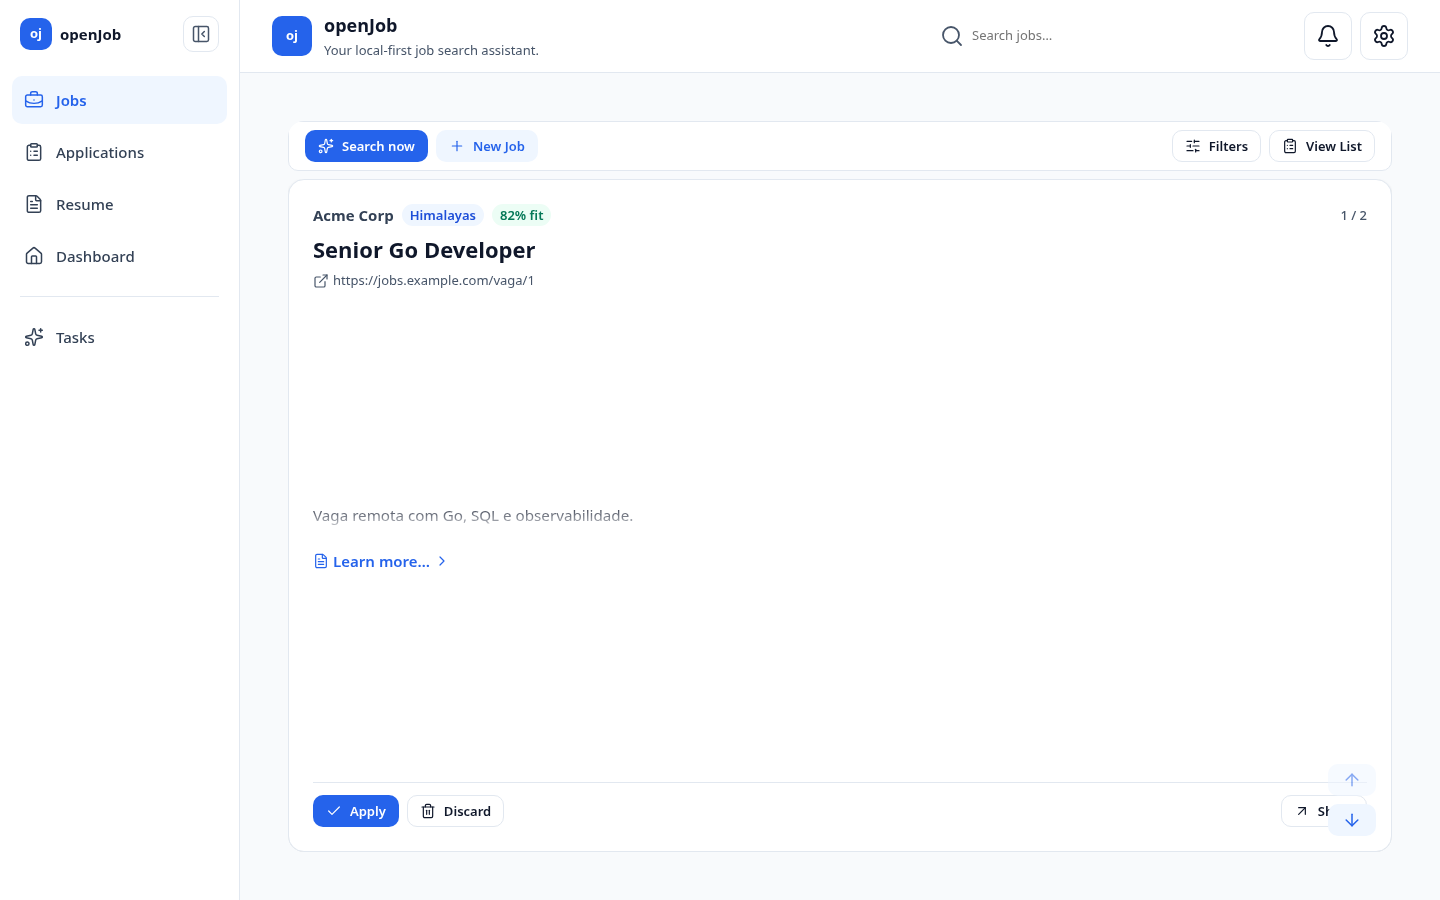 oj openJob
Jobs
Applications
Resume
Dashboard
Tasks
oj openJob
Your local-first job search assistant.
Search jobs...
Search now
New Job
Filters
View List
Acme Corp Himalayas 82% fit 1 / 2
Senior Go Developer
https://jobs.example.com/vaga/1
Vaga remota com Go, SQL e observabilidade.
Learn more...
Apply
Discard